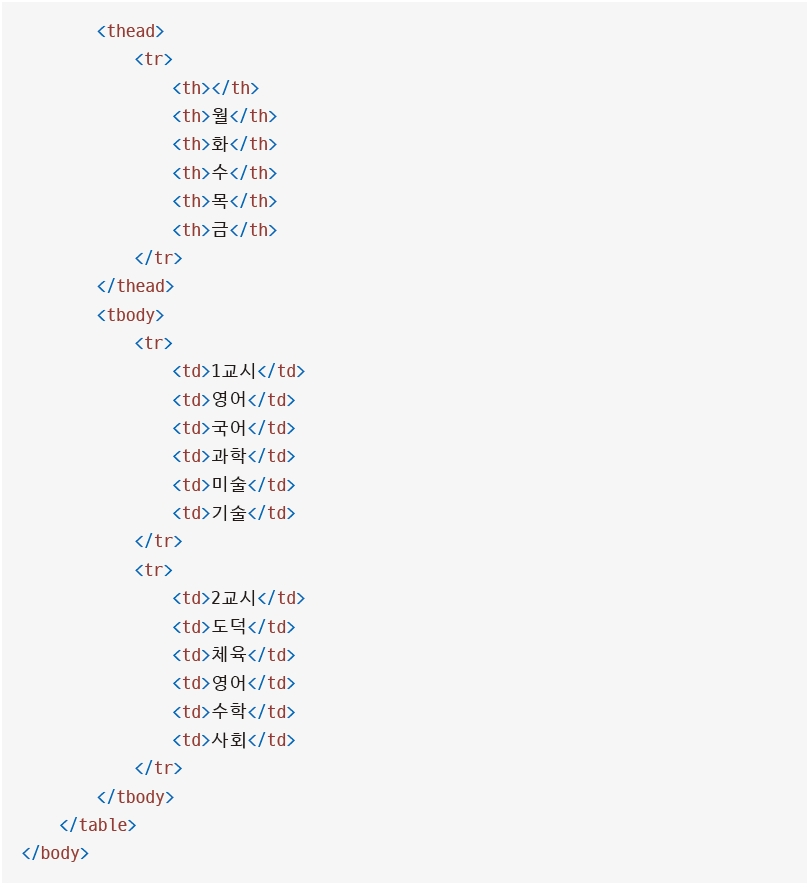 <thead>
<tr>
<th></th>
<th>월</th>
<th>화</th>
<th>수</th>
<th>목</th>
<th>금</th>
</tr>
</thead>
<tbody>
<tr>
<td>1교시</td>
<td>영어</td>
<td>국어</td>
<td>과학</td>
<td>미술</td>
<td>기술</td>
</tr>
<tr>
<td>2교시</td>
<td>도덕</td>
<td>체육</td>
<td>영어</td>
<td>수학</td>
<td>사회</td>
</tr>
</tbody>
</table>
</body>